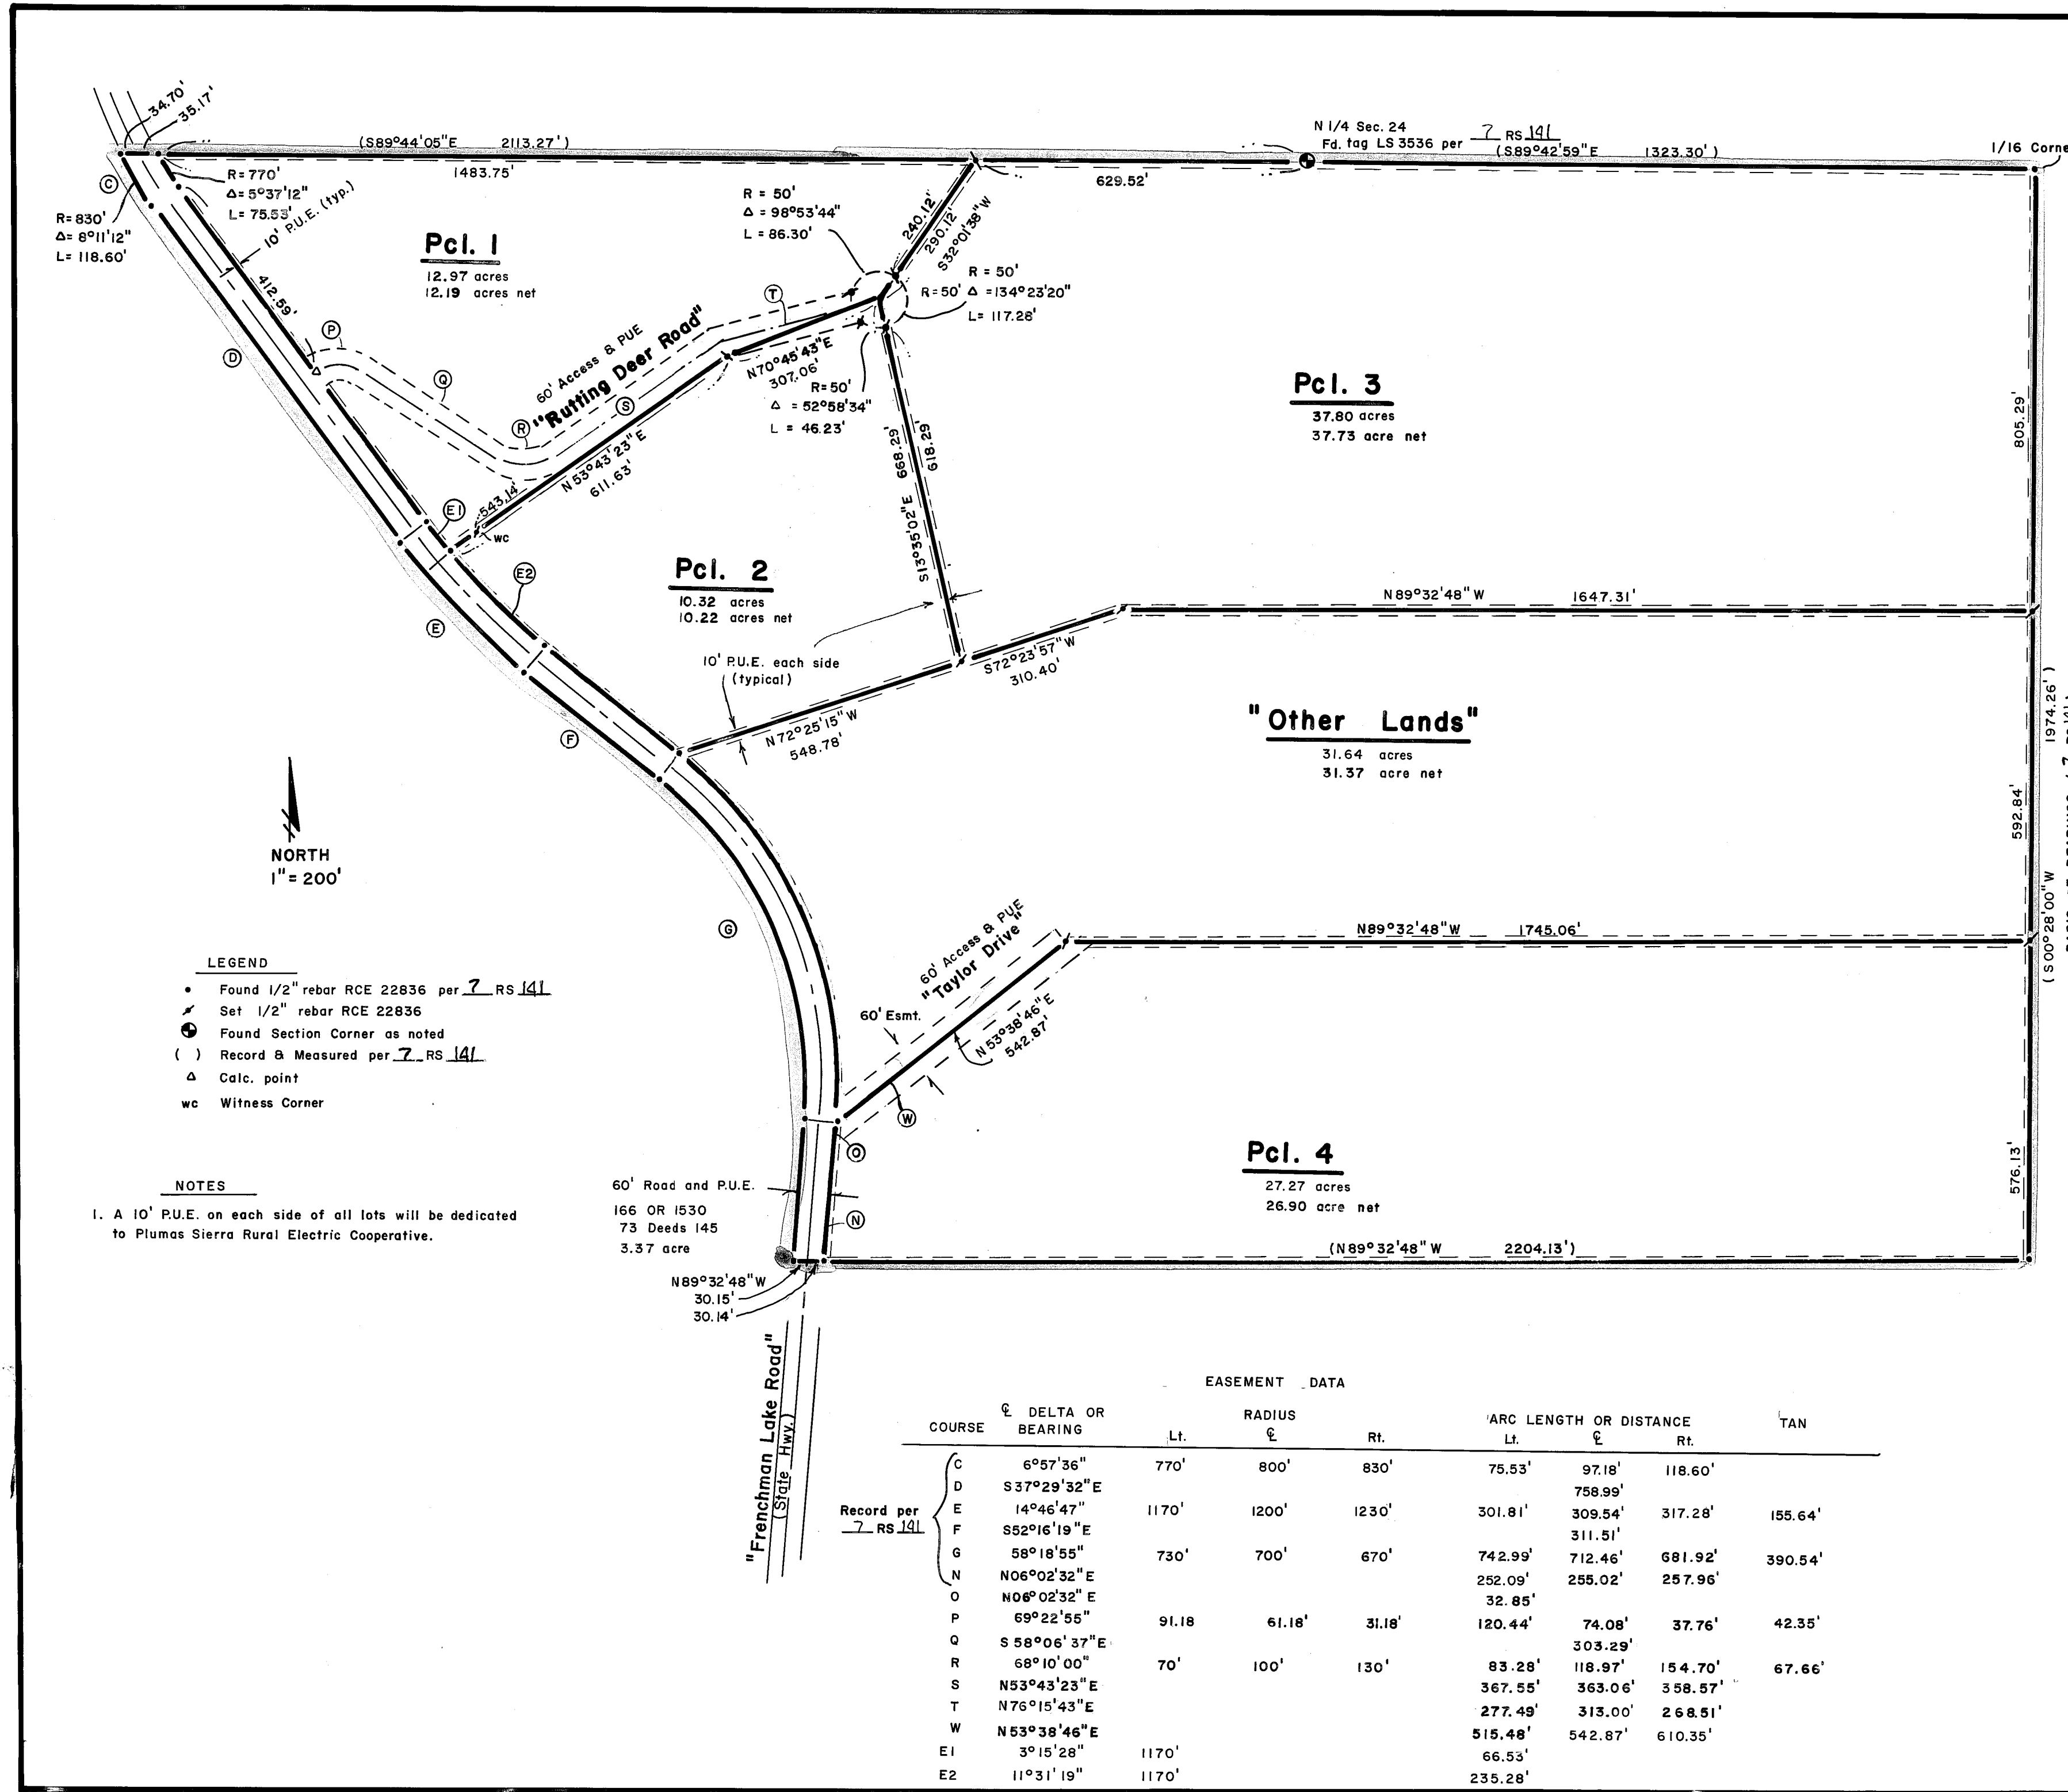 34.70'
35.17'
(S89°44'05"E 2113.27')
1483.75'
N 1/4 Sec. 24
Fd. tag LS 3536 per 7 RS 141
(S89°42'59"E 1323.30')
1/16 Corne
629.52'
C
R=830'
Δ= 8°11'12"
L= 118.60'
R=770'
Δ=5°37'12"
L= 75.53'
10' P.U.E. (typ.)
412.59'
Pcl. 1
12.97 acres
12.19 acres net
R = 50'
Δ = 98°53'44"
L = 86.30'
240.12'
290.12'
S32°01'38"W
R = 50'
R=50' Δ =134°23'20"
L= 117.28'
T
P
Q
R
S
D
60' Access & PUE
"Rutting Deer Road"
N70°45'43"E
307.06'
R=50'
Δ = 52°58'34"
L = 46.23'
N 53°43'23"E
611.63'
543.14'
wc
E1
E2
E
F
G
Pcl. 3
37.80 acres
37.73 acre net
805.29'
668.29'
618.29'
S13°35'02"E
Pcl. 2
10.32 acres
10.22 acres net
10' P.U.E. each side
(typical)
N 72°25'15" W
548.78'
S72°23'57" W
310.40'
N89°32'48" W 1647.31'
"Other Lands"
31.64 acres
31.37 acre net
592.84'
(S00°28'00"W 1974.26')
NORTH
1"= 200'
N89°32'48"W 1745.06'
60' Access & PUE
"Taylor Drive"
60' Esmt.
N 53°38'46"E
542.87'
W
O
N
LEGEND
Found 1/2" rebar RCE 22836 per 7 RS 141
Set 1/2" rebar RCE 22836
Found Section Corner as noted
( ) Record & Measured per 7 RS 141
Δ Calc. point
wc Witness Corner
NOTES
1. A 10' P.U.E. on each side of all lots will be dedicated
to Plumas Sierra Rural Electric Cooperative.
60' Road and P.U.E.
166 OR 1530
73 Deeds 145
3.37 acre
Pcl. 4
27.27 acres
26.90 acre net
576.13'
(N89°32'48"W 2204.13')
N89°32'48"W
30.15'
30.14'
"Frenchman Lake Road"
(State Hwy.)
EASEMENT DATA
COURSE ℄ DELTA OR BEARING RADIUS ARC LENGTH OR DISTANCE TAN
Lt. ℄ Rt. Lt. ℄ Rt.
Record per
7 RS 141
C 6°57'36" 770' 800' 830' 75.53' 97.18' 118.60'
D S37°29'32"E 758.99'
E 14°46'47" 1170' 1200' 1230' 301.81' 309.54' 317.28' 155.64'
F S52°16'19"E 311.51'
G 58°18'55" 730' 700' 670' 742.99' 712.46' 681.92' 390.54'
N N06°02'32"E 252.09' 255.02' 257.96'
O N06°02'32"E 32.85'
P 69°22'55" 91.18 61.18' 31.18' 120.44' 74.08' 37.76' 42.35'
Q S 58°06'37"E 303.29'
R 68°10'00" 70' 100' 130' 83.28' 118.97' 154.70' 67.66'
S N53°43'23"E 367.55' 363.06' 358.57'
T N76°15'43"E 277.49' 313.00' 268.51'
W N53°38'46"E 515.48' 542.87' 610.35'
E1 3°15'28" 1170' 66.53'
E2 11°31'19" 1170' 235.28'